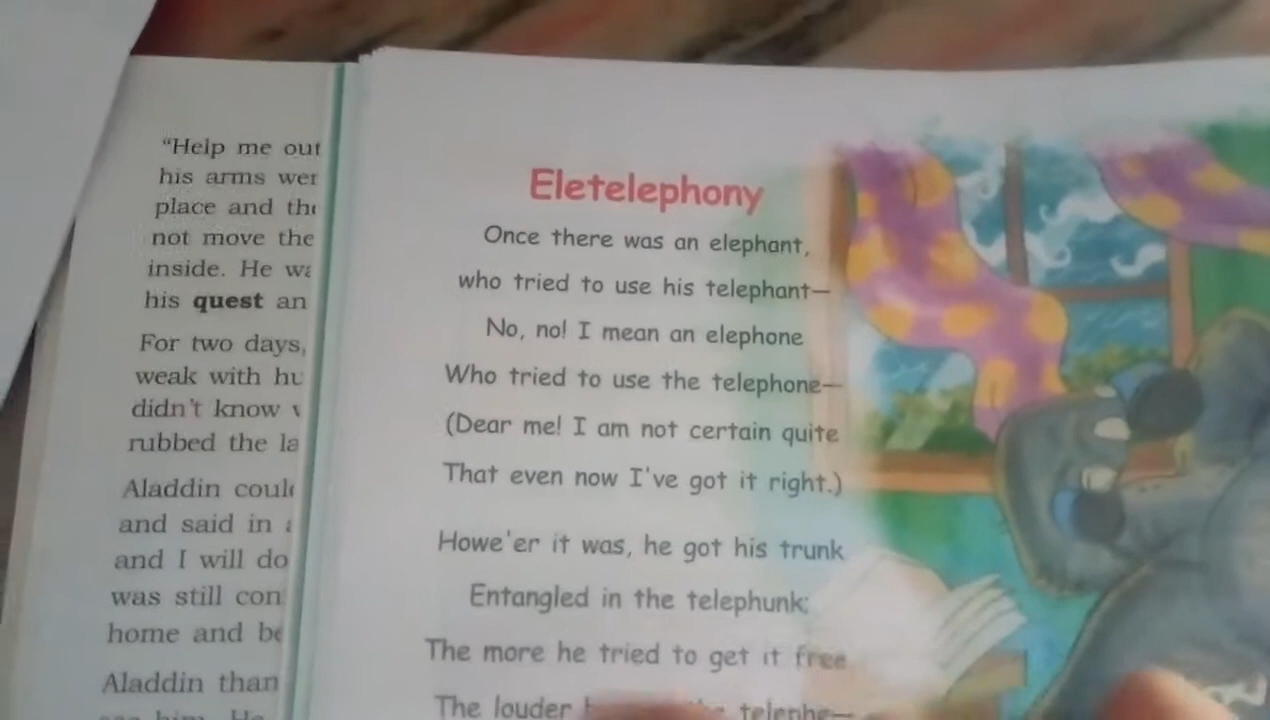 "Help me out
his arms wer
place and the
not move the
inside. He wa
his quest an
For two days,
weak with hu
didn't know
rubbed the la
Aladdin coul
and said in
and I will do
was still con
home and be
Aladdin than
Eletelephony
Once there was an elephant,
who tried to use his telephant—
No, no! I mean an elephone
Who tried to use the telephone—
(Dear me! I am not certain quite
That even now I've got it right.)
Howe'er it was, he got his trunk
Entangled in the telephunk;
The more he tried to get it free
The louder
telephe—